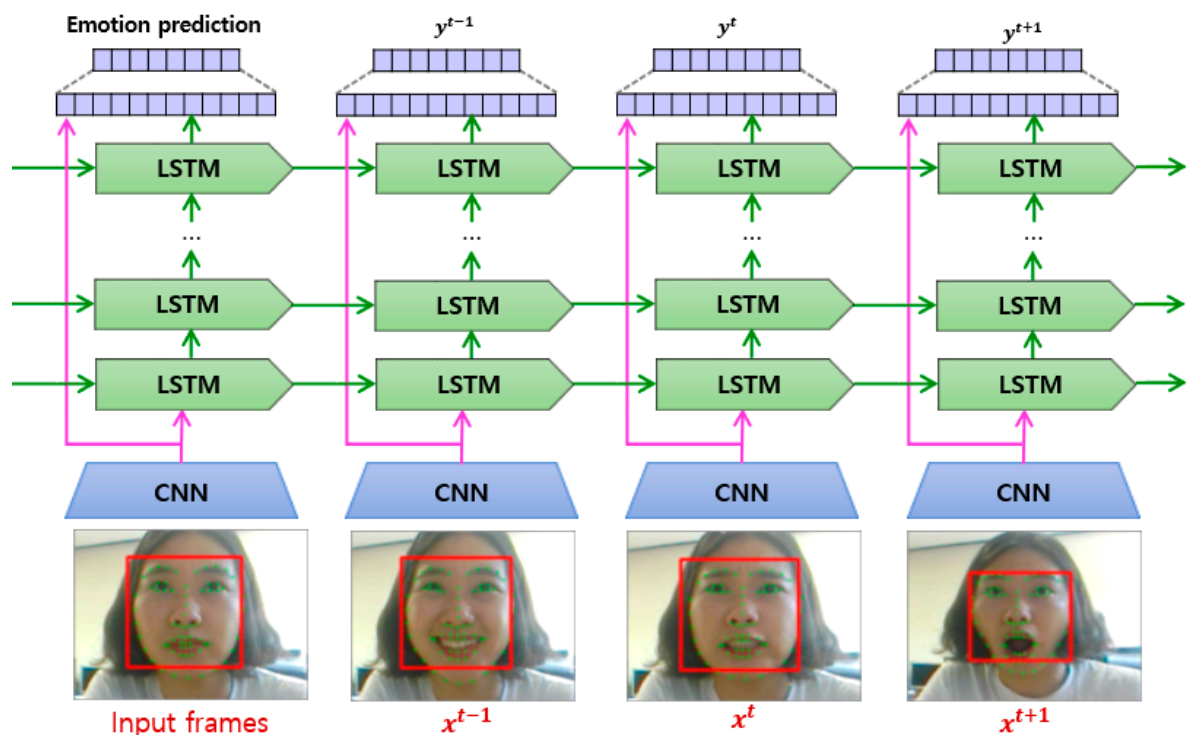 Emotion prediction y^{t-1} y^t y^{t+1}
LSTM LSTM LSTM LSTM
... ... ... ...
LSTM LSTM LSTM LSTM
LSTM LSTM LSTM LSTM
CNN CNN CNN CNN
Input frames x^{t-1} x^t x^{t+1}